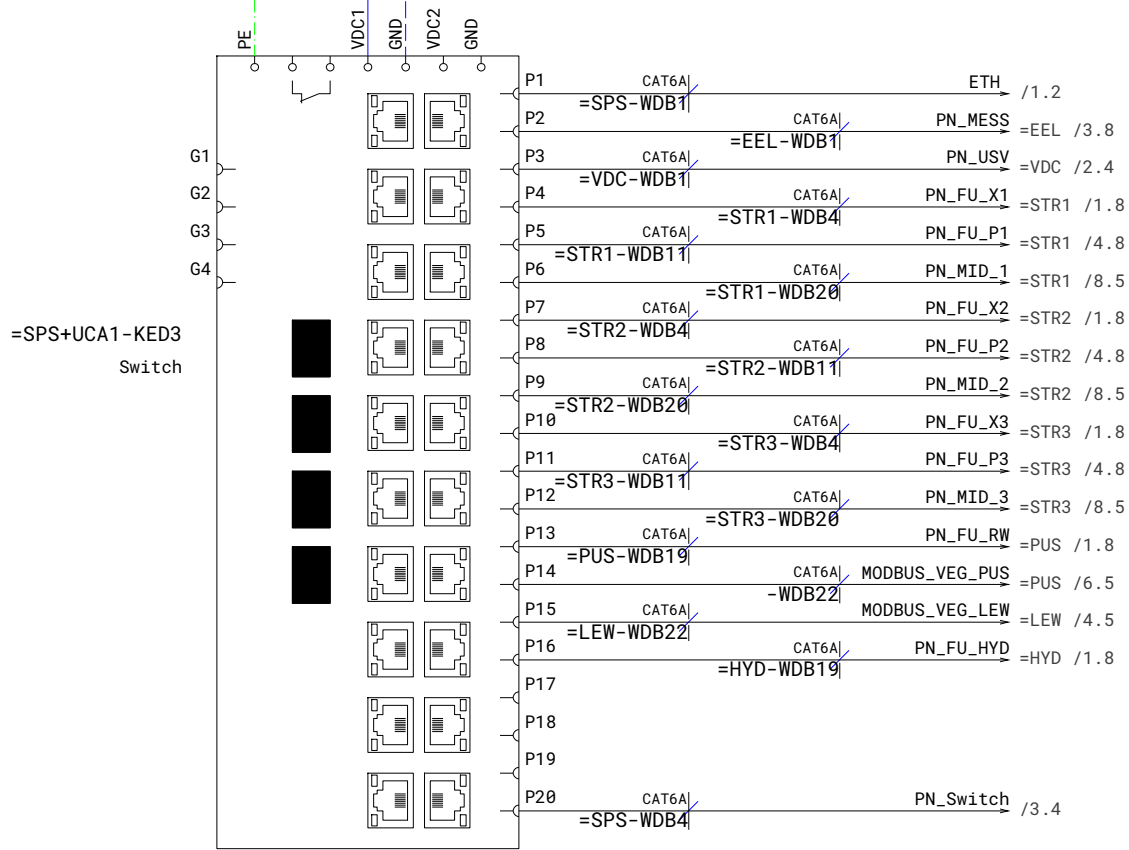 PE VDC1 GND VDC2 GND
P1 CAT6A ETH /1.2
=SPS-WDB1
P2 CAT6A PN_MESS =EEL /3.8
=EEL-WDB1
G1 P3 CAT6A PN_USV =VDC /2.4
=VDC-WDB1
G2 P4 CAT6A PN_FU_X1 =STR1 /1.8
=STR1-WDB4
G3 P5 CAT6A PN_FU_P1 =STR1 /4.8
=STR1-WDB11
G4 P6 CAT6A PN_MID_1 =STR1 /8.5
=STR1-WDB20
P7 CAT6A PN_FU_X2 =STR2 /1.8
=SPS+UCA1-KED3 =STR2-WDB4
P8 CAT6A PN_FU_P2 =STR2 /4.8
Switch =STR2-WDB11
P9 CAT6A PN_MID_2 =STR2 /8.5
=STR2-WDB20
P10 CAT6A PN_FU_X3 =STR3 /1.8
=STR3-WDB4
P11 CAT6A PN_FU_P3 =STR3 /4.8
=STR3-WDB11
P12 CAT6A PN_MID_3 =STR3 /8.5
=STR3-WDB20
P13 CAT6A PN_FU_RW =PUS /1.8
=PUS-WDB19
P14 CAT6A MODBUS_VEG_PUS =PUS /6.5
-WDB22
P15 CAT6A MODBUS_VEG_LEW =LEW /4.5
=LEW-WDB22
P16 CAT6A PN_FU_HYD =HYD /1.8
=HYD-WDB19
P17
P18
P19
P20 CAT6A PN_Switch /3.4
=SPS-WDB4